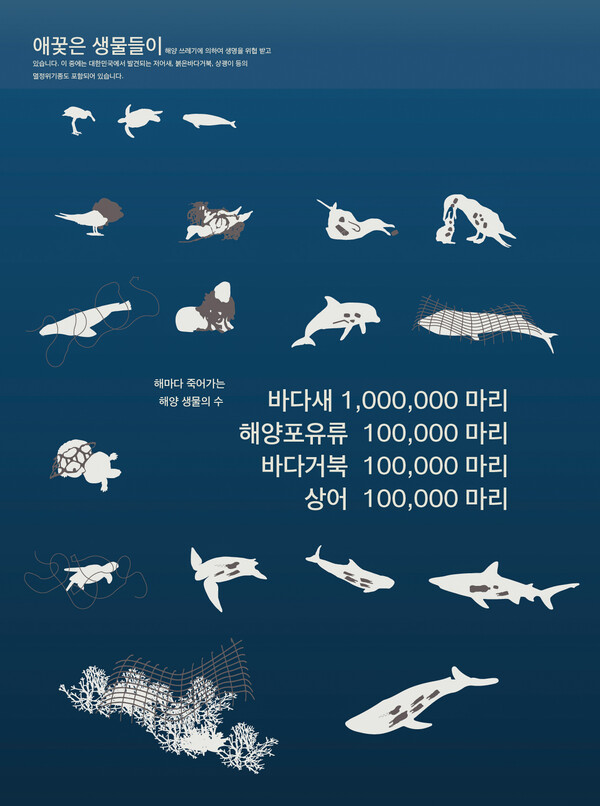 애꿎은 생물들이 해양 쓰레기에 의하여 생명을 위협 받고
있습니다. 이 중에는 대한민국에서 발견되는 저어새, 붉은바다거북, 상괭이 등의
멸정위기종도 포함되어 있습니다.
해마다 죽어가는
해양 생물의 수
바다새 1,000,000 마리
해양포유류 100,000 마리
바다거북 100,000 마리
상어 100,000 마리